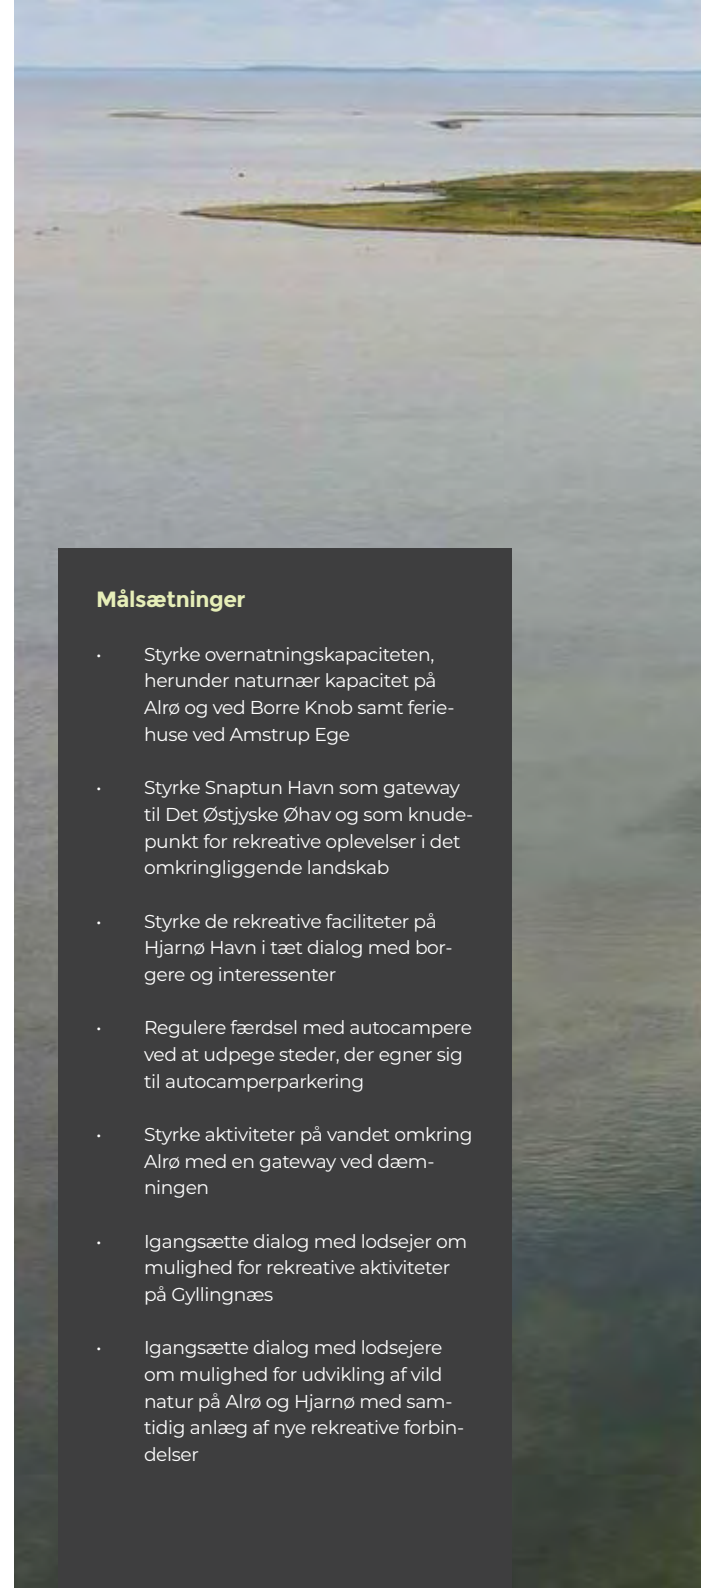 Målsætninger
• Styrke overnatningskapaciteten,
herunder naturnær kapacitet på
Alrø og ved Borre Knob samt ferie-
huse ved Amstrup Ege
• Styrke Snaptun Havn som gateway
til Det Østjyske Øhav og som knude-
punkt for rekreative oplevelser i det
omkringliggende landskab
• Styrke de rekreative faciliteter på
Hjarnø Havn i tæt dialog med bor-
gere og interessenter
• Regulere færdsel med autocampere
ved at udpege steder, der egner sig
til autocamperparkering
• Styrke aktiviteter på vandet omkring
Alrø med en gateway ved dæm-
ningen
• Igangsætte dialog med lodsejer om
mulighed for rekreative aktiviteter
på Gyllingnæs
• Igangsætte dialog med lodsejere
om mulighed for udvikling af vild
natur på Alrø og Hjarnø med sam-
tidig anlæg af nye rekreative forbin-
delser